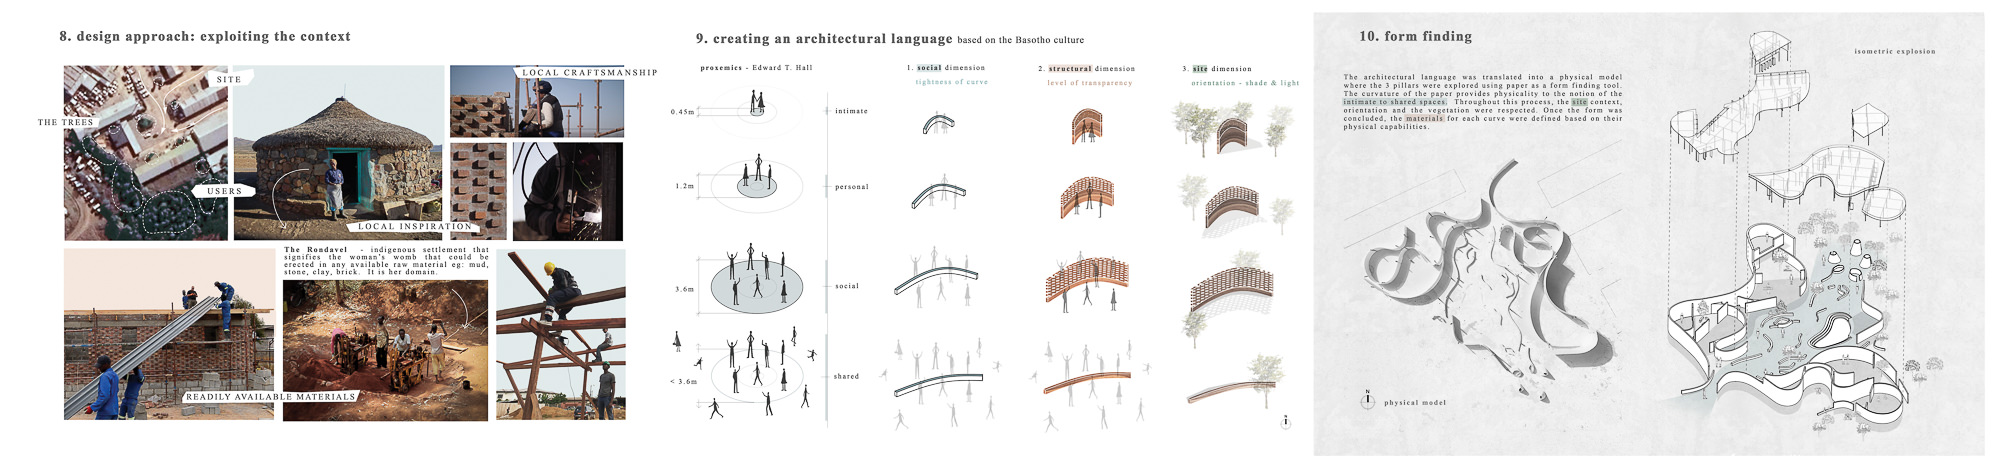 8. design approach: exploiting the context
SITE
THE TREES
USERS
LOCAL CRAFTSMANSHIP
LOCAL INSPIRATION
The Rondavel - indigenous settlement that
signifies the woman's womb that could be
erected in any available raw material eg: mud,
stone, clay, brick. It is her domain.
READILY AVAILABLE MATERIALS
9. creating an architectural language based on the Basotho culture
proxemics - Edward T. Hall
1. social dimension
tightness of curve
2. structural dimension
level of transparency
3. site dimension
orientation - shade & light
0.45m
intimate
1.2m
personal
3.6m
social
< 3.6m
shared
N
10. form finding
isometric explosion
The architectural language was translated into a physical model
where the 3 pillars were explored using paper as a form finding tool.
The curvature of the paper provides physicality to the notion of the
intimate to shared spaces. Throughout this process, the site context,
orientation and the vegetation were respected. Once the form was
concluded, the materials for each curve were defined based on their
physical capabilities.
N
physical model